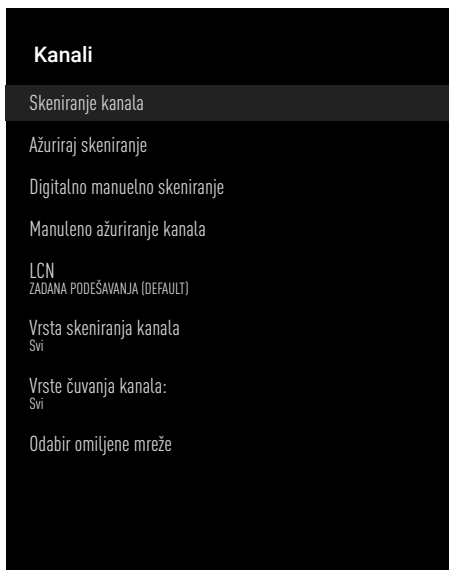 Kanali
Skeniranje kanala
Ažuriraj skeniranje
Digitalno manuelno skeniranje
Manuleno ažuriranje kanala
LCN
ZADANA PODEŠAVANJA (DEFAULT)
Vrsta skeniranja kanala
Svi
Vrste čuvanja kanala:
Svi
Odabir omiljene mreže